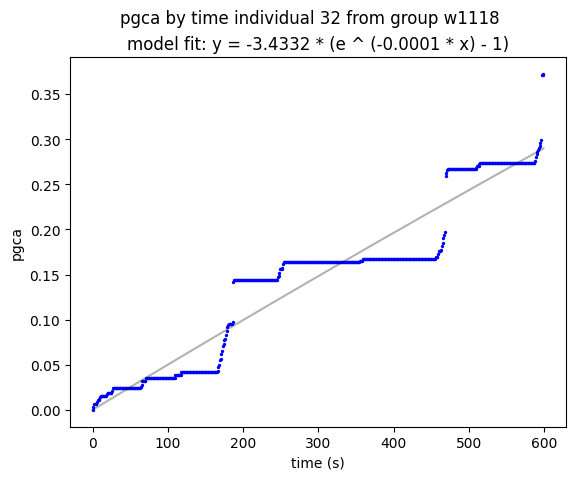 pgca by time individual 32 from group w1118
model fit: y = -3.4332 * (e ^ (-0.0001 * x) - 1)
0.35
0.30
0.25
0.20
0.15
0.10
0.05
0.00
pgca
0 100 200 300 400 500 600
time (s)